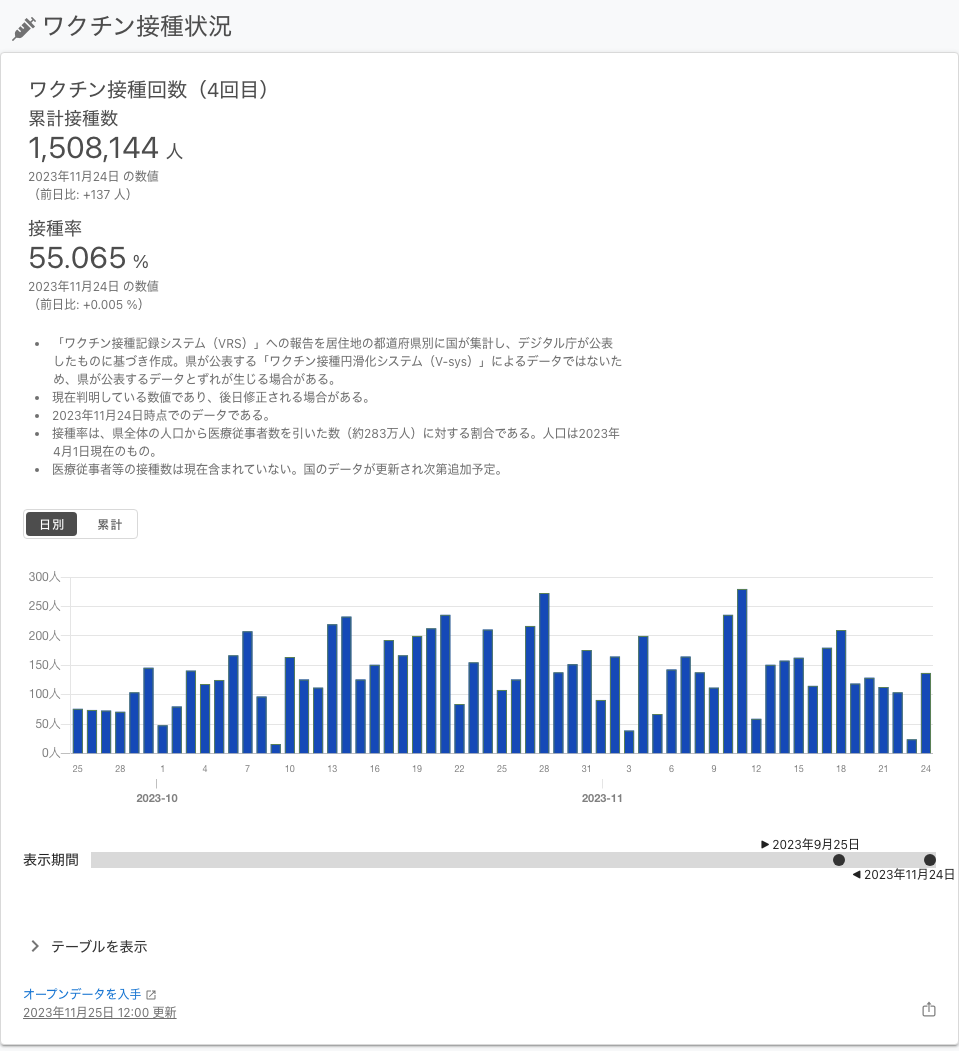 ワクチン接種状況
ワクチン接種回数（4回目）
累計接種数
1,508,144 人
2023年11月24日 の数値
（前日比: +137 人）
接種率
55.065 %
2023年11月24日 の数値
（前日比: +0.005 %）
• 「ワクチン接種記録システム（VRS）」への報告を居住地の都道府県別に国が集計し、デジタル庁が公表
したものに基づき作成。県が公表する「ワクチン接種円滑化システム（V-sys）」によるデータではないた
め、県が公表するデータとずれが生じる場合がある。
• 現在判明している数値であり、後日修正される場合がある。
• 2023年11月24日時点でのデータである。
• 接種率は、県全体の人口から医療従事者数を引いた数（約283万人）に対する割合である。人口は2023年
4月1日現在のもの。
• 医療従事者等の接種数は現在含まれていない。国のデータが更新され次第追加予定。
日別 累計
300人
250人
200人
150人
100人
50人
0人
25 28 1 4 7 10 13 16 19 22 25 28 31 3 6 9 12 15 18 21 24
2023-10 2023-11
▶ 2023年9月25日
表示期間
◀ 2023年11月24日
テーブルを表示
オープンデータを入手
2023年11月25日 12:00 更新